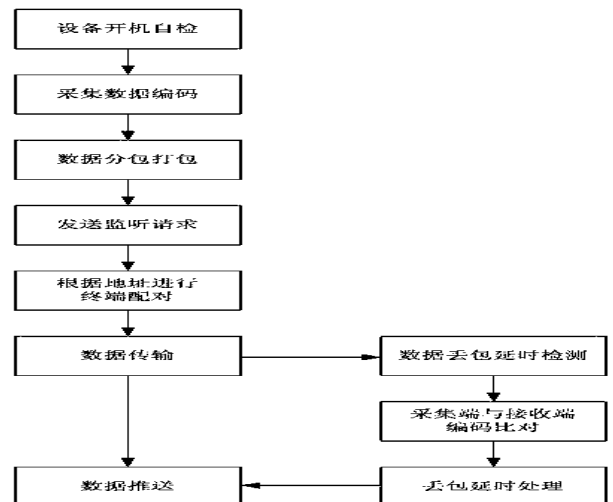 设备开机自检
采集数据编码
数据分包打包
发送监听请求
根据地址进行
终端配对
数据传输
数据丢包延时检测
采集端与接收端
编码比对
数据推送
丢包延时处理